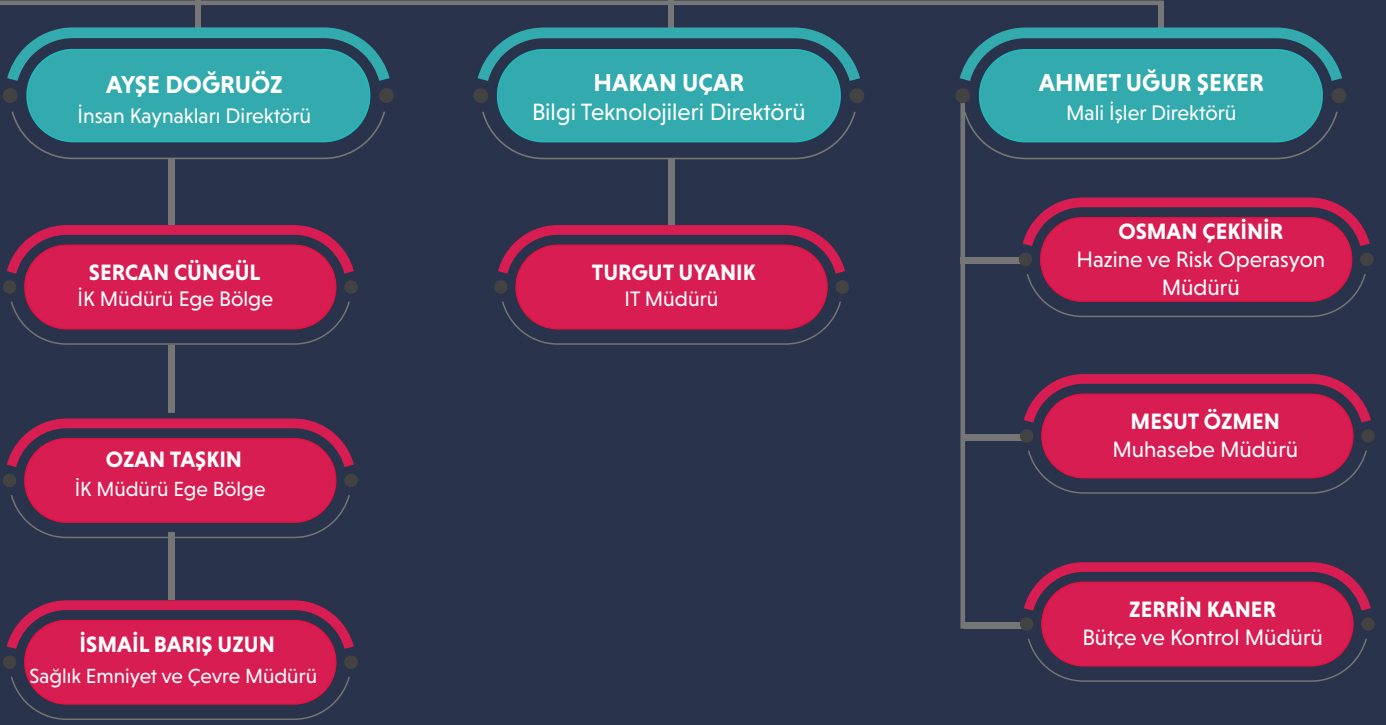 AYŞE DOĞRUÖZ
İnsan Kaynakları Direktörü
SERCAN CÜNGÜL
İK Müdürü Ege Bölge
OZAN TAŞKIN
İK Müdürü Ege Bölge
İSMAİL BARIŞ UZUN
Sağlık Emniyet ve Çevre Müdürü
HAKAN UÇAR
Bilgi Teknolojileri Direktörü
TURGUT UYANIK
IT Müdürü
AHMET UĞUR ŞEKER
Mali İşler Direktörü
OSMAN ÇEKİNİR
Hazine ve Risk Operasyon
Müdürü
MESUT ÖZMEN
Muhasebe Müdürü
ZERRİN KANER
Bütçe ve Kontrol Müdürü